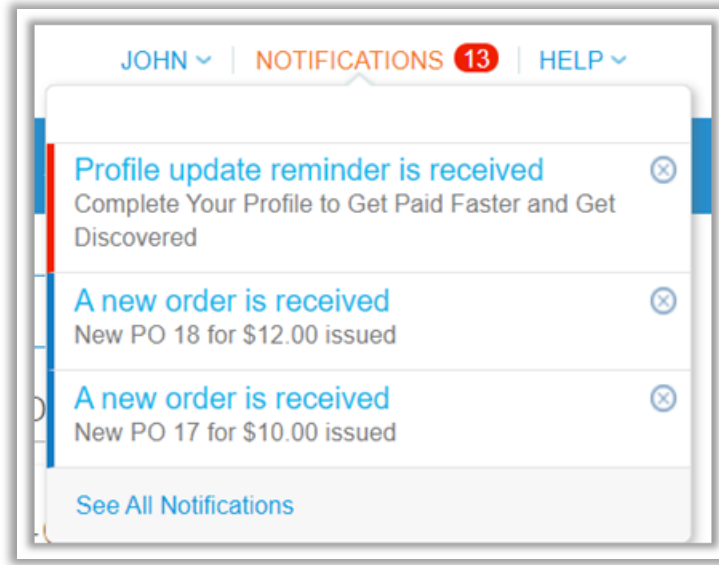 JOHN NOTIFICATIONS 13 HELP
Profile update reminder is received
Complete Your Profile to Get Paid Faster and Get
Discovered
A new order is received
New PO 18 for $12.00 issued
A new order is received
New PO 17 for $10.00 issued
See All Notifications